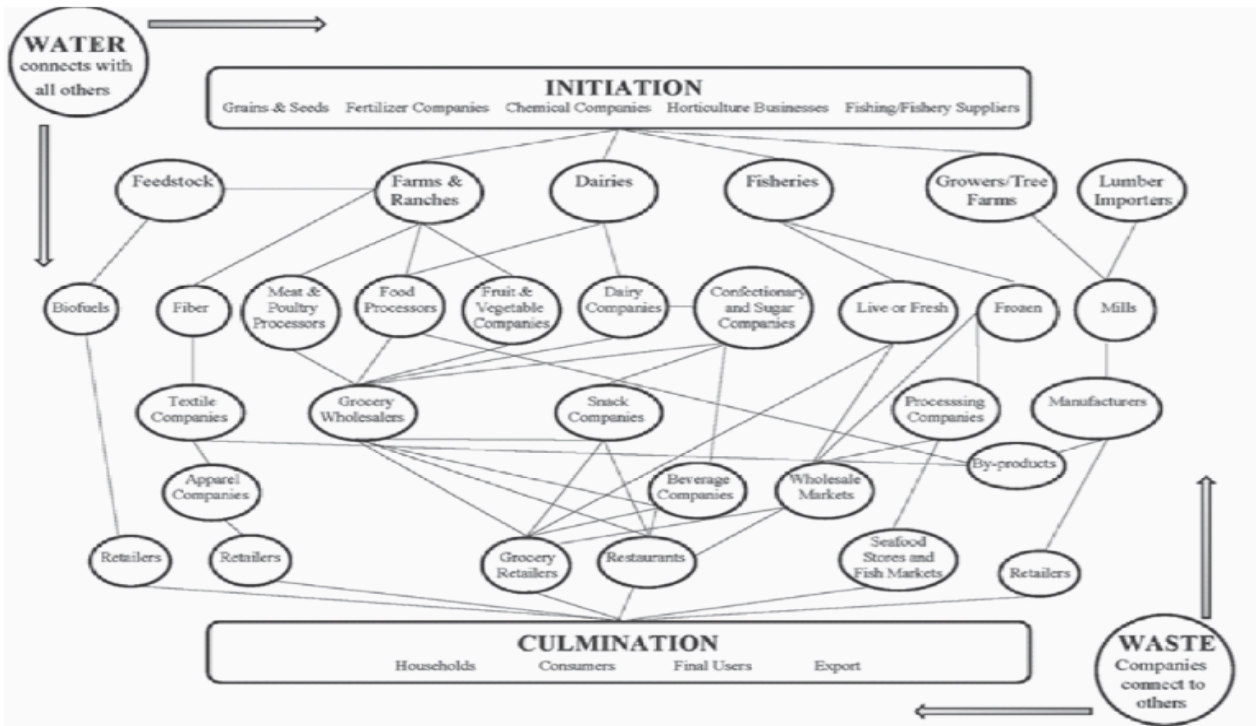 WATER
connects with
all others
INITIATION
Grains & Seeds Fertilizer Companies Chemical Companies Horticulture Businesses Fishing/Fishery Suppliers
Feedstock
Farms &
Ranches
Dairies
Fisheries
Growers/Tree
Farms
Lumber
Importers
Biofuels
Fiber
Meat &
Poultry
Processors
Food
Processors
Fruit &
Vegetable
Companies
Dairy
Companies
Confectionary
and Sugar
Companies
Live or Fresh
Frozen
Mills
Textile
Companies
Grocery
Wholesalers
Snack
Companies
Processsing
Companies
Manufacturers
By-products
Apparel
Companies
Beverage
Companies
Wholesale
Markets
Retailers
Retailers
Grocery
Retailers
Restaurants
Seafood
Stores and
Fish Markets
Retailers
CULMINATION
Households Consumers Final Users Export
WASTE
Companies
connect to
others